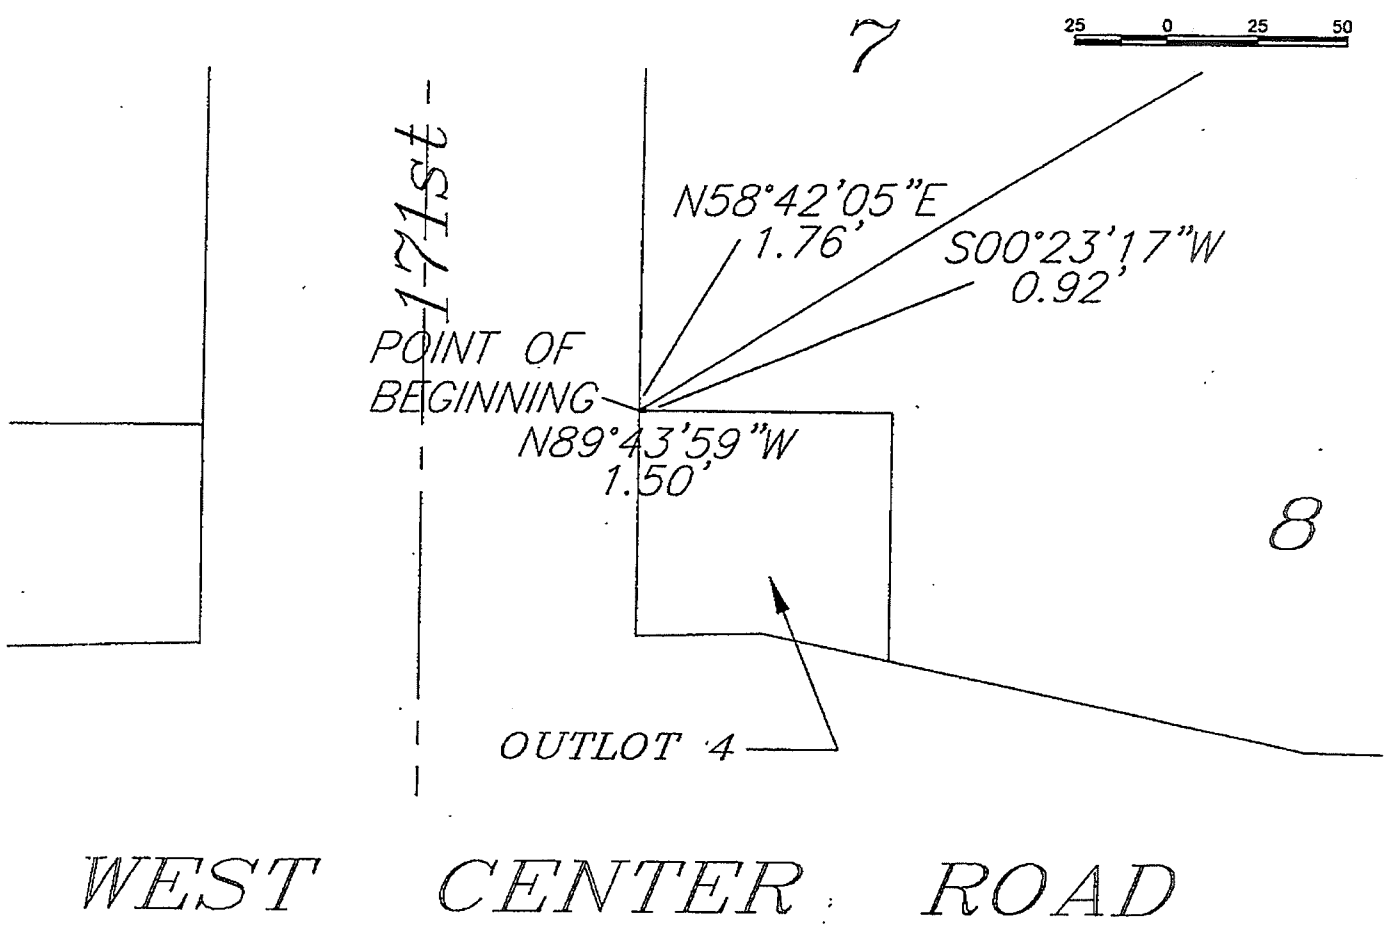 7
25 0 25 50
171st
N58°42'05"E
1.76'
S00°23'17"W
0.92'
POINT OF
BEGINNING
N89°43'59"W
1.50'
8
OUTLOT 4
WEST CENTER ROAD